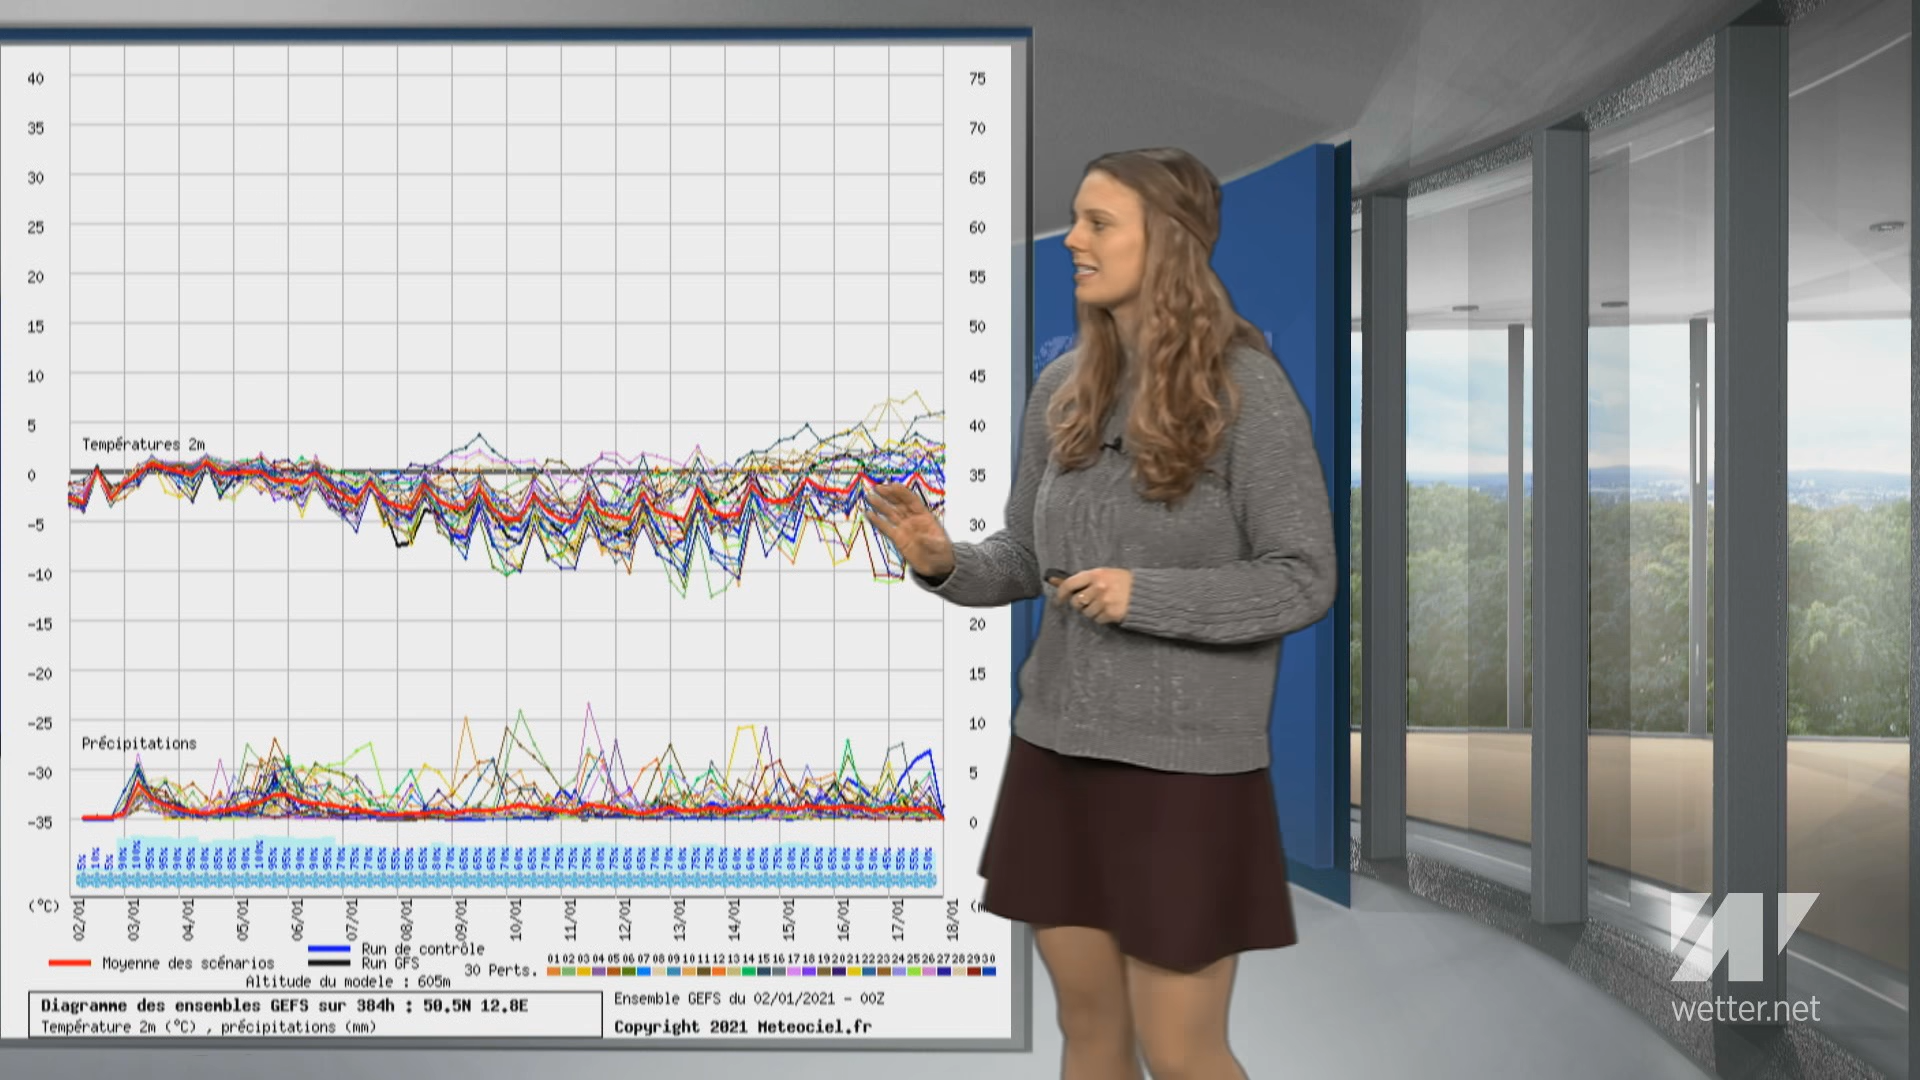 40 75
35 70
30 65
25 60
20 55
15 50
10 45
5 40
Températures 2m
0 35
-5 30
-10
-15 20
-20 15
-25 10
Précipitations
-30 5
-35 0
(°C)
02/01 03/01 04/01 05/01 06/01 07/01 08/01 09/01 10/01 11/01 12/01 13/01 14/01 15/01 16/01 17/01 18/01
Run de contrôle
Moyenne des scénarios Run GFS
30 Perts.
01 02 03 04 05 06 07 08 09 10 11 12 13 14 15 16 17 18 19 20 21 22 23 24 25 26 27 28 29 30
Altitude du modele : 605m
Diagramme des ensembles GEFS sur 384h : 50.5N 12.8E
Température 2m (°C) , précipitations (mm)
Ensemble GEFS du 02/01/2021 - 00Z
Copyright 2021 Meteociel.fr
wetter.net